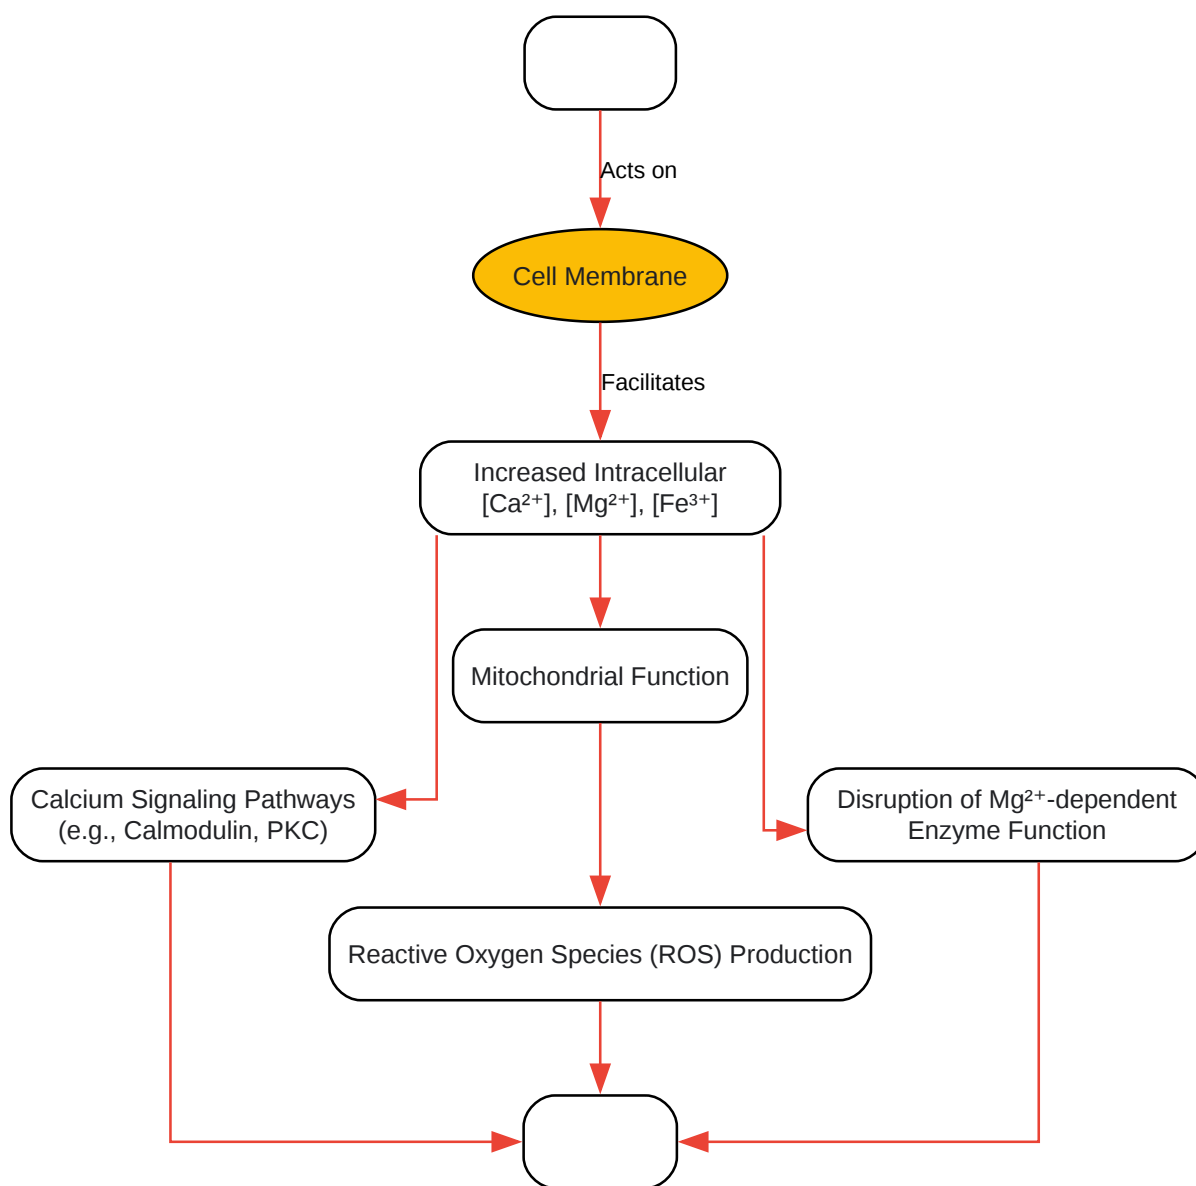 Acts on
Cell Membrane
Facilitates
Increased Intracellular
[Ca²⁺], [Mg²⁺], [Fe³⁺]
Mitochondrial Function
Calcium Signaling Pathways
(e.g., Calmodulin, PKC)
Disruption of Mg²⁺-dependent
Enzyme Function
Reactive Oxygen Species (ROS) Production